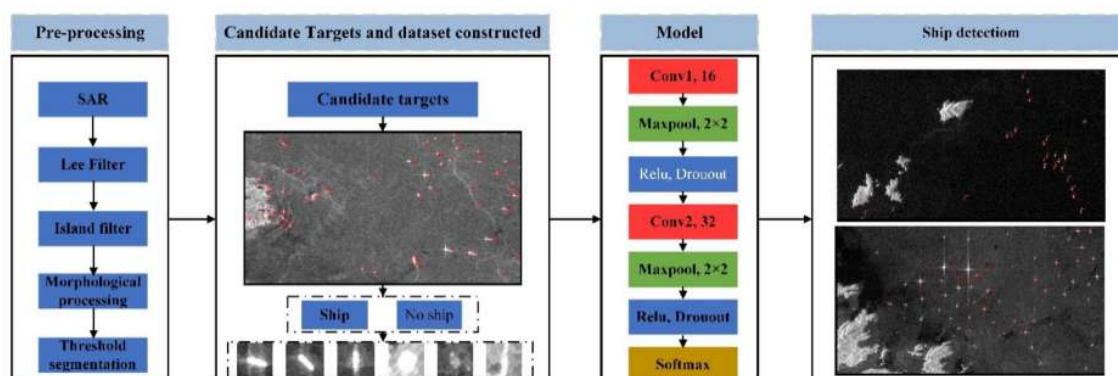 Pre-processing
SAR
Lee Filter
Island filter
Morphological
processing
Threshold
segmentation
Candidate Targets and dataset constructed
Candidate targets
Ship
No ship
Model
Conv1, 16
Maxpool, 2×2
Relu, Drouout
Conv2, 32
Maxpool, 2×2
Relu, Drouout
Softmax
Ship detectiom